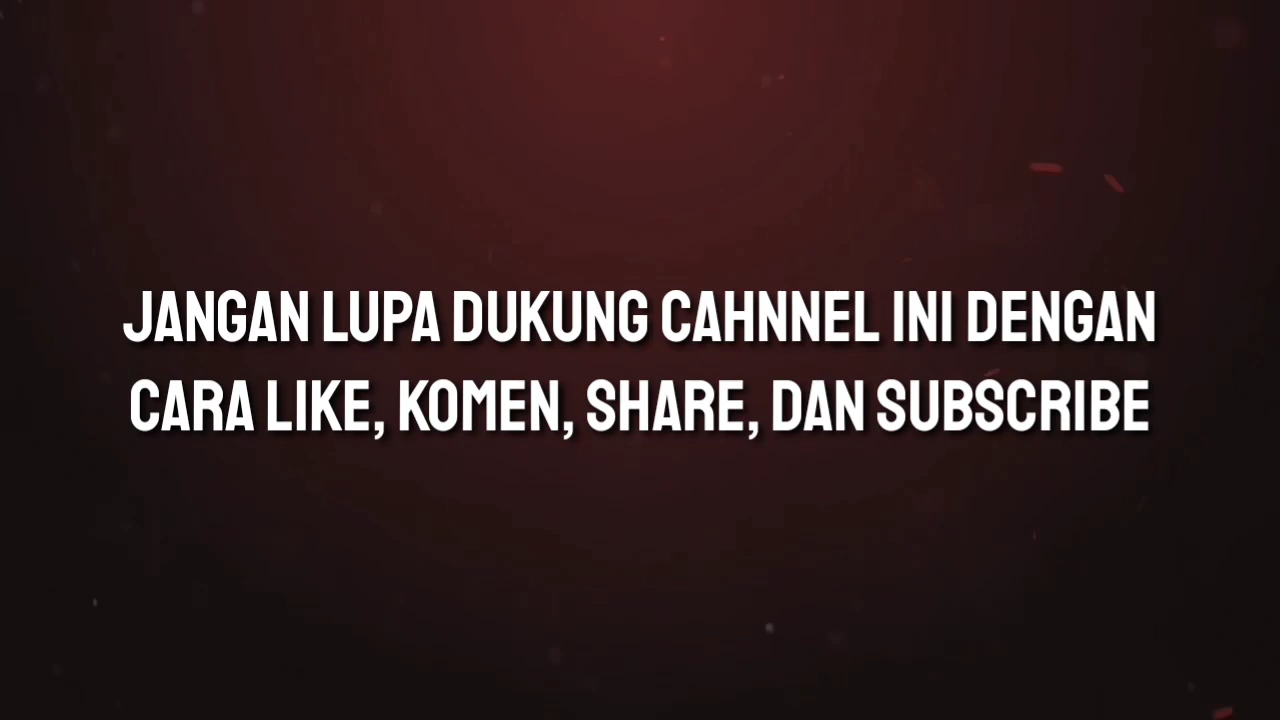 JANGAN LUPA DUKUNG CAHNNEL INI DENGAN
CARA LIKE, KOMEN, SHARE, DAN SUBSCRIBE